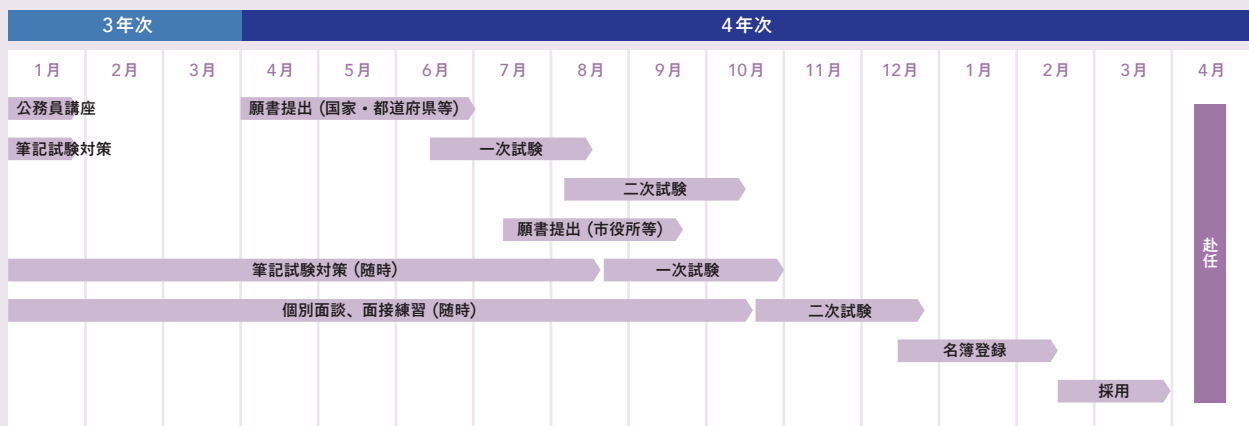 3年次 4年次
1月 2月 3月 4月 5月 6月 7月 8月 9月 10月 11月 12月 1月 2月 3月 4月
公務員講座 願書提出 (国家・都道府県等)
筆記試験対策 一次試験
二次試験
願書提出 (市役所等)
筆記試験対策 (随時) 一次試験
個別面談、面接練習 (随時) 二次試験
名簿登録
採用
赴任